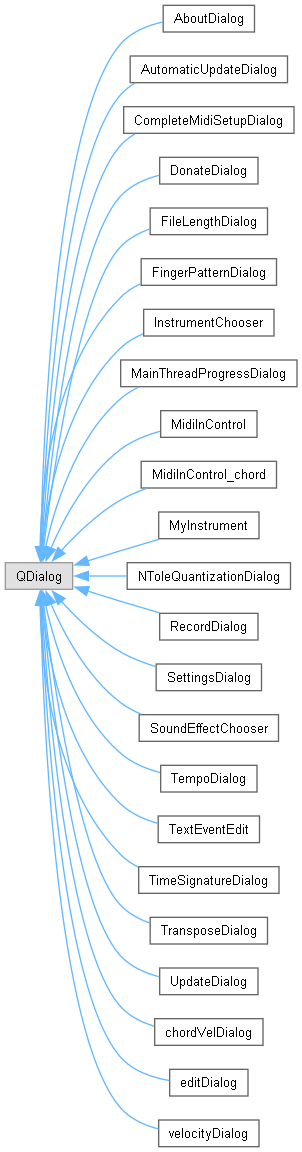 AboutDialog
AutomaticUpdateDialog
CompleteMidiSetupDialog
DonateDialog
FileLengthDialog
FingerPatternDialog
InstrumentChooser
MainThreadProgressDialog
MidiInControl
MidiInControl_chord
MyInstrument
QDialog
NToleQuantizationDialog
RecordDialog
SettingsDialog
SoundEffectChooser
TempoDialog
TextEventEdit
TimeSignatureDialog
TransposeDialog
UpdateDialog
chordVelDialog
editDialog
velocityDialog